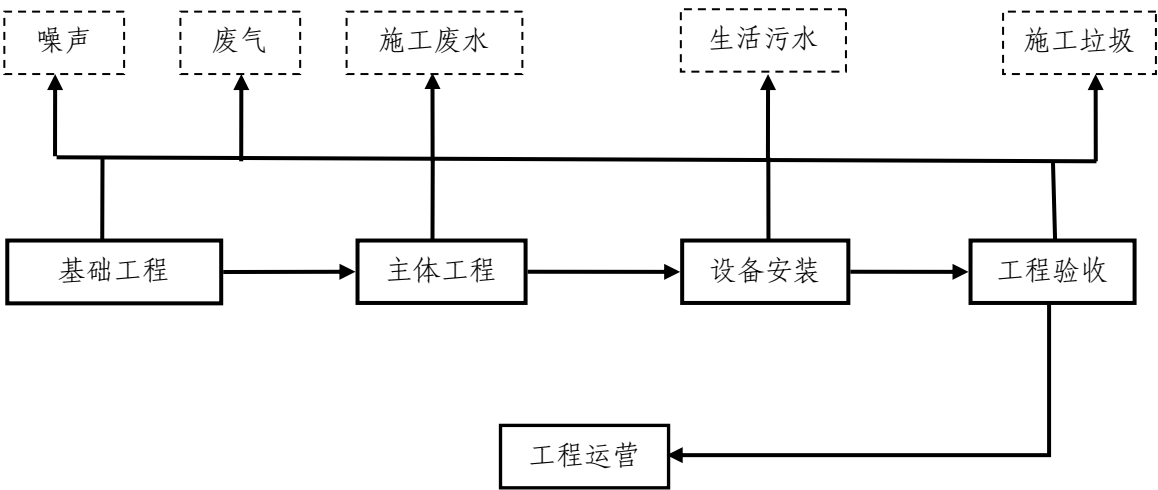 噪声
废气
施工废水
生活污水
施工垃圾
基础工程
主体工程
设备安装
工程验收
工程运营